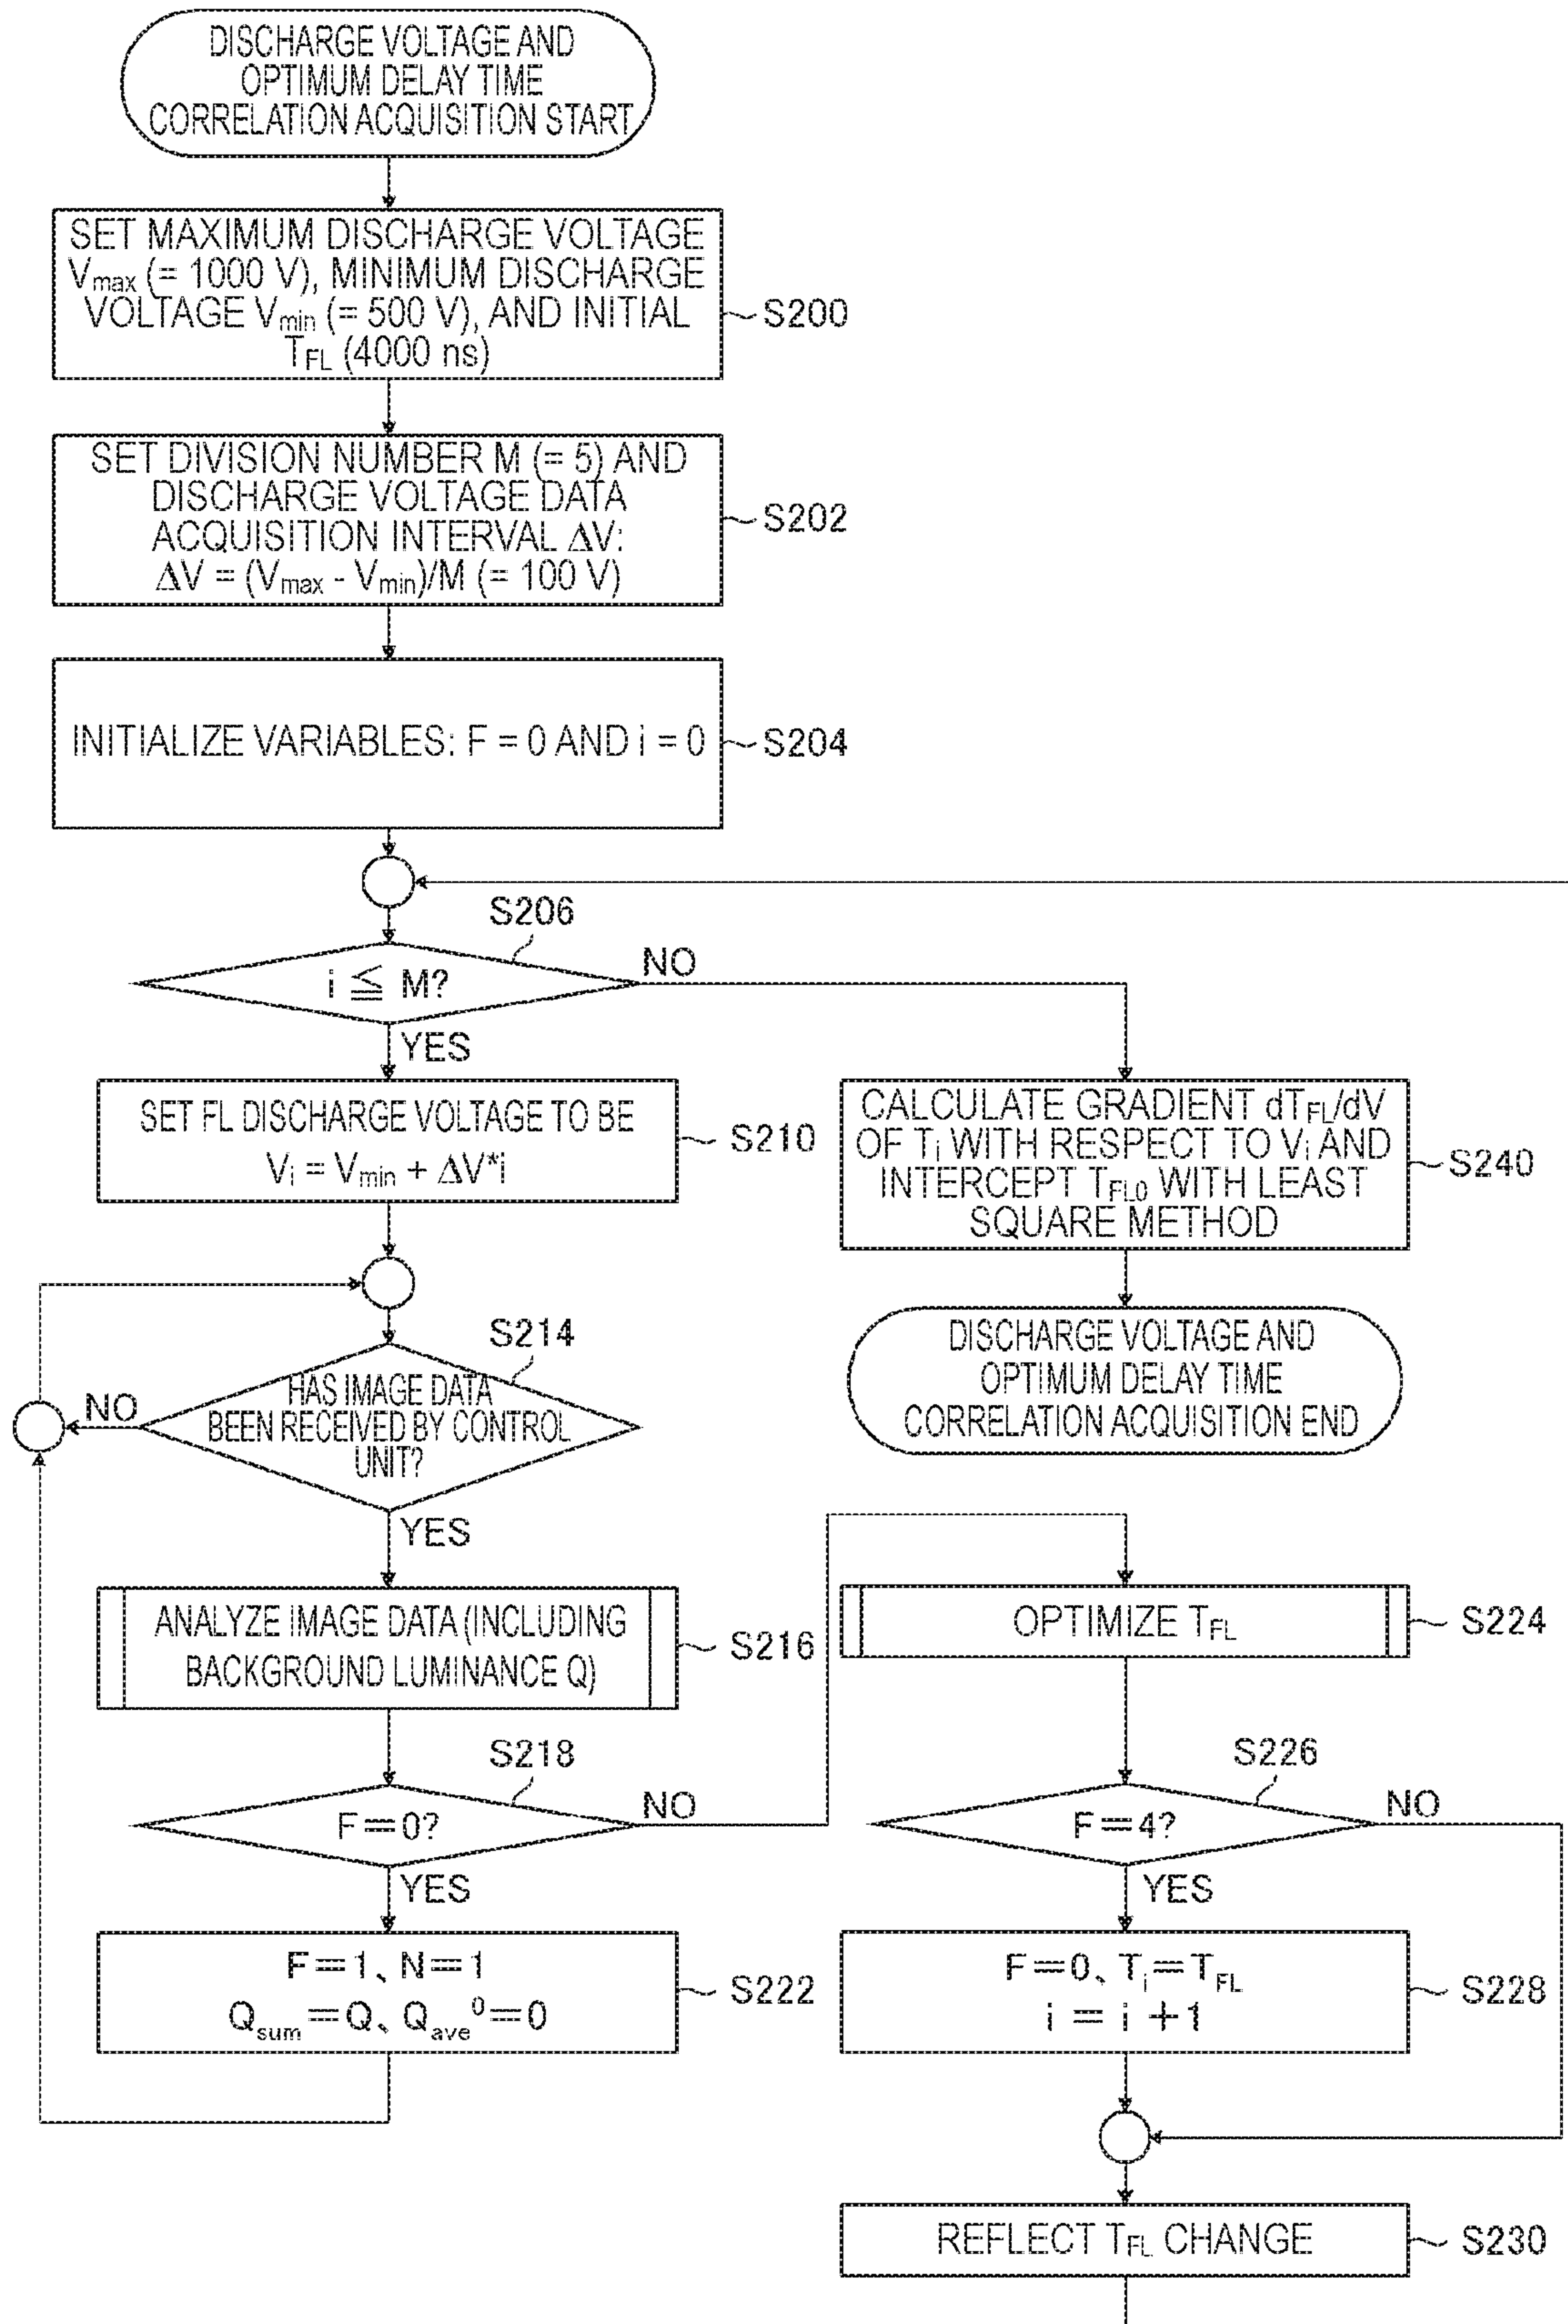 DISCHARGE VOLTAGE AND
OPTIMUM DELAY TIME
CORRELATION ACQUISITION START
SET MAXIMUM DISCHARGE VOLTAGE
Vmax (= 1000 V), MINIMUM DISCHARGE
VOLTAGE Vmin (= 500 V), AND INITIAL
TFL (4000 ns)
S200
SET DIVISION NUMBER M (= 5) AND
DISCHARGE VOLTAGE DATA
ACQUISITION INTERVAL ΔV:
ΔV = (Vmax - Vmin)/M (= 100 V)
S202
INITIALIZE VARIABLES: F = 0 AND i = 0
S204
S206
i ≦ M?
NO
YES
SET FL DISCHARGE VOLTAGE TO BE
Vi = Vmin + ΔV*i
S210
CALCULATE GRADIENT dTFL/dV
OF Ti WITH RESPECT TO Vi AND
INTERCEPT TFL0 WITH LEAST
SQUARE METHOD
S240
S214
HAS IMAGE DATA
BEEN RECEIVED BY CONTROL
UNIT?
NO
YES
DISCHARGE VOLTAGE AND
OPTIMUM DELAY TIME
CORRELATION ACQUISITION END
ANALYZE IMAGE DATA (INCLUDING
BACKGROUND LUMINANCE Q)
S216
OPTIMIZE TFL
S224
S218
F＝0?
NO
YES
S226
F＝4?
NO
YES
F＝1、N＝1
Qsum＝Q、Qave⁰＝0
S222
F＝0、Ti＝TFL
i ＝ i ＋1
S228
REFLECT TFL CHANGE
S230